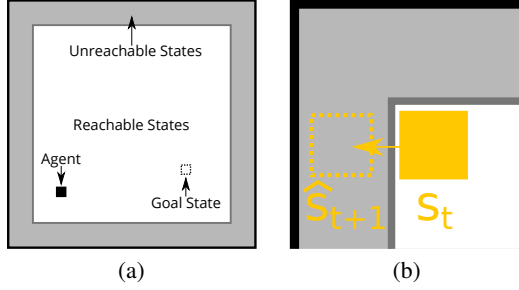 Unreachable States
Reachable States
Agent
Goal State
(a)
ŝt+1
st
(b)